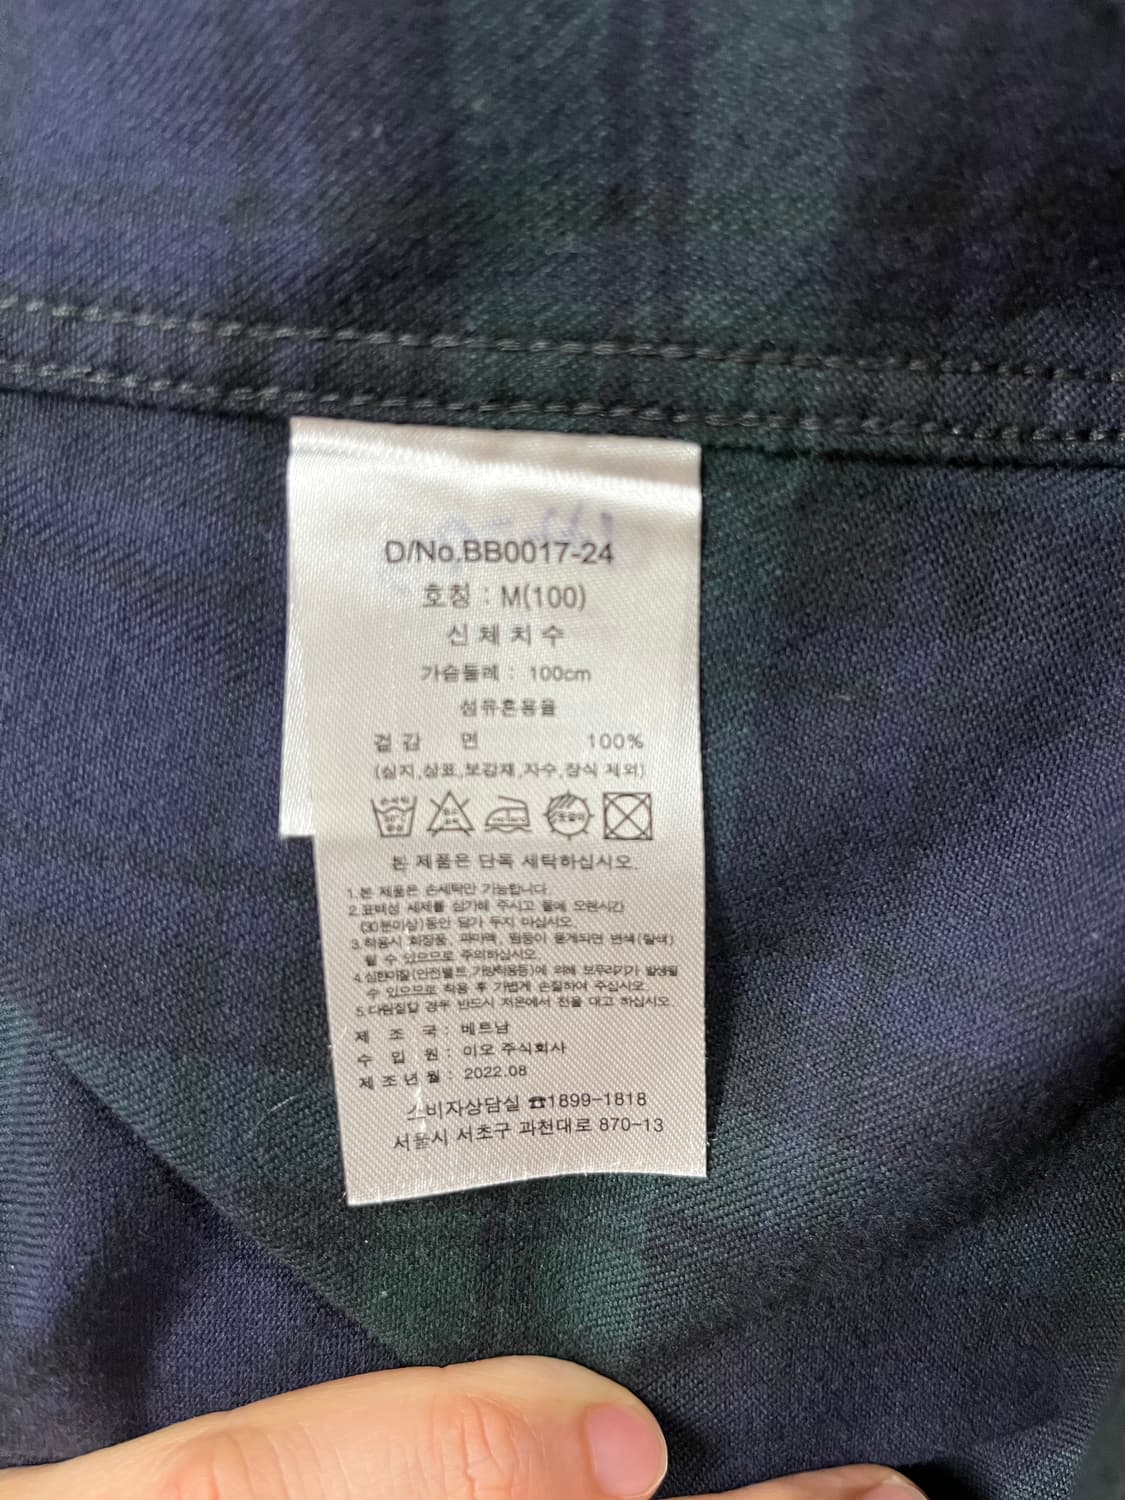 D/No.BB0017-24
호칭 : M(100)
신체치수
가슴둘레 : 100cm
섬유혼용율
겉감 면 100%
(심지,상표,보강재,자수,장식 제외)
본 제품은 단독 세탁하십시오.
1.본 제품은 손세탁만 가능합니다.
2.표백성 세제를 삼가해 주시고 물에 오랜시간
(30분이상)동안 담가 두지 마십시오.
3.착용시 화장품, 파마액, 땀등이 묻게되면 변색(탈색)
될 수 있으므로 주의하십시오.
4.심한마찰(안전벨트,가방착용등)에 의해 보푸라기가 발생될
수 있으므로 착용 후 가볍게 손질하여 주십시오.
5.다림질할 경우 반드시 저온에서 천을 대고 하십시오.
제 조 국 : 베트남
수 입 원 : 이오 주식회사
제조년월 : 2022.08
소비자상담실 ☎1899-1818
서울시 서초구 과천대로 870-13